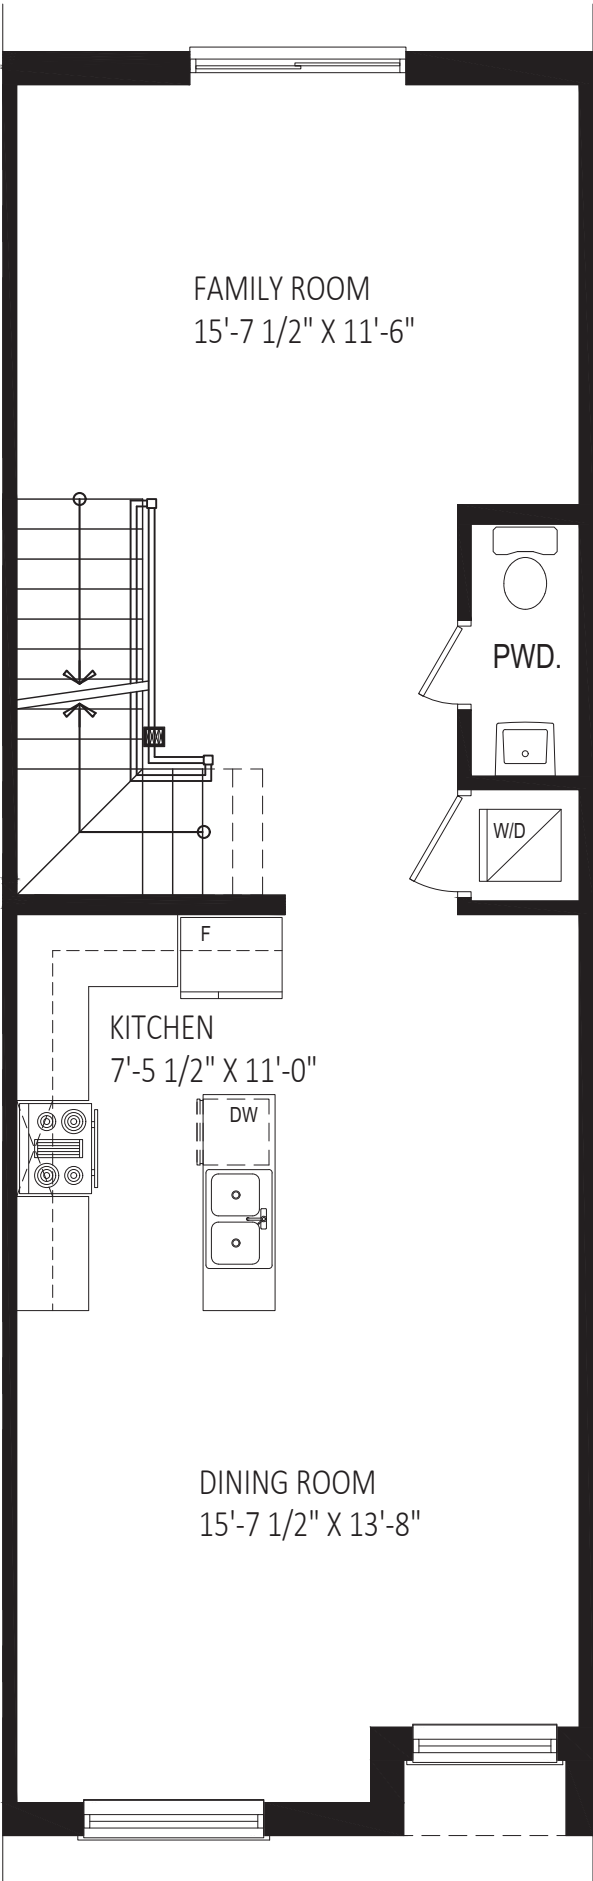 FAMILY ROOM
15'-7 1/2" X 11'-6"
PWD.
W/D
F
KITCHEN
7'-5 1/2" X 11'-0"
DW
DINING ROOM
15'-7 1/2" X 13'-8"